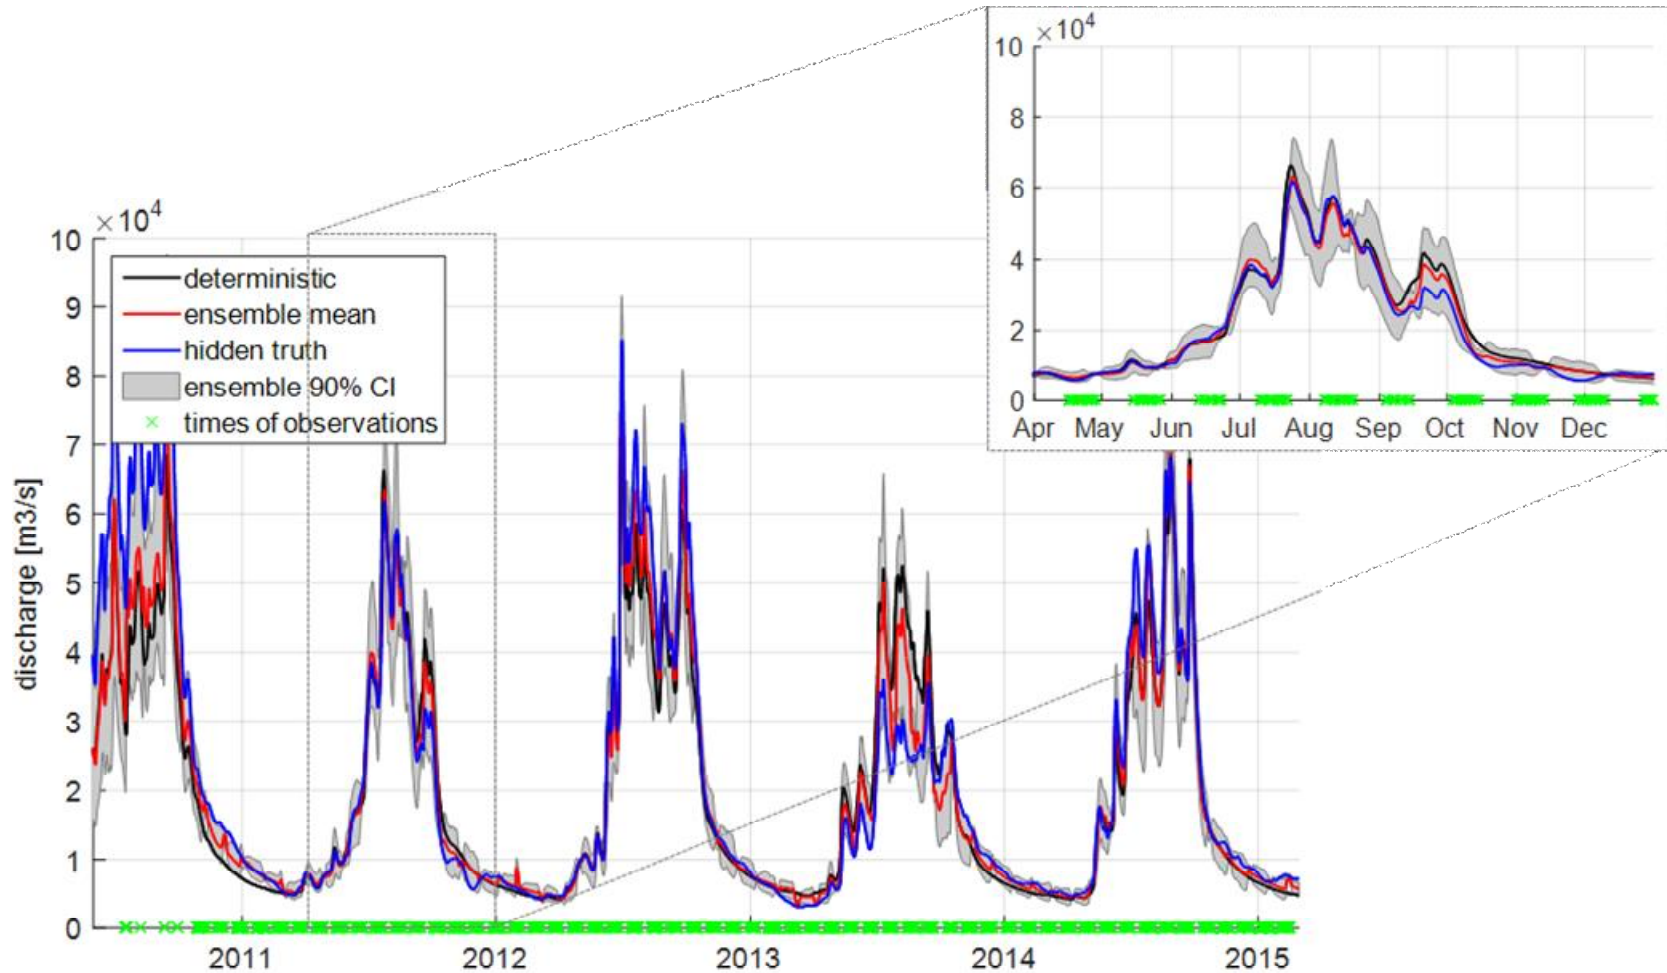 ×10⁴
10
8
6
4
2
0
Apr May Jun Jul Aug Sep Oct Nov Dec
×10⁴
10
9
8
7
6
5
4
3
2
1
0
discharge [m3/s]
deterministic
ensemble mean
hidden truth
ensemble 90% CI
times of observations
2011 2012 2013 2014 2015